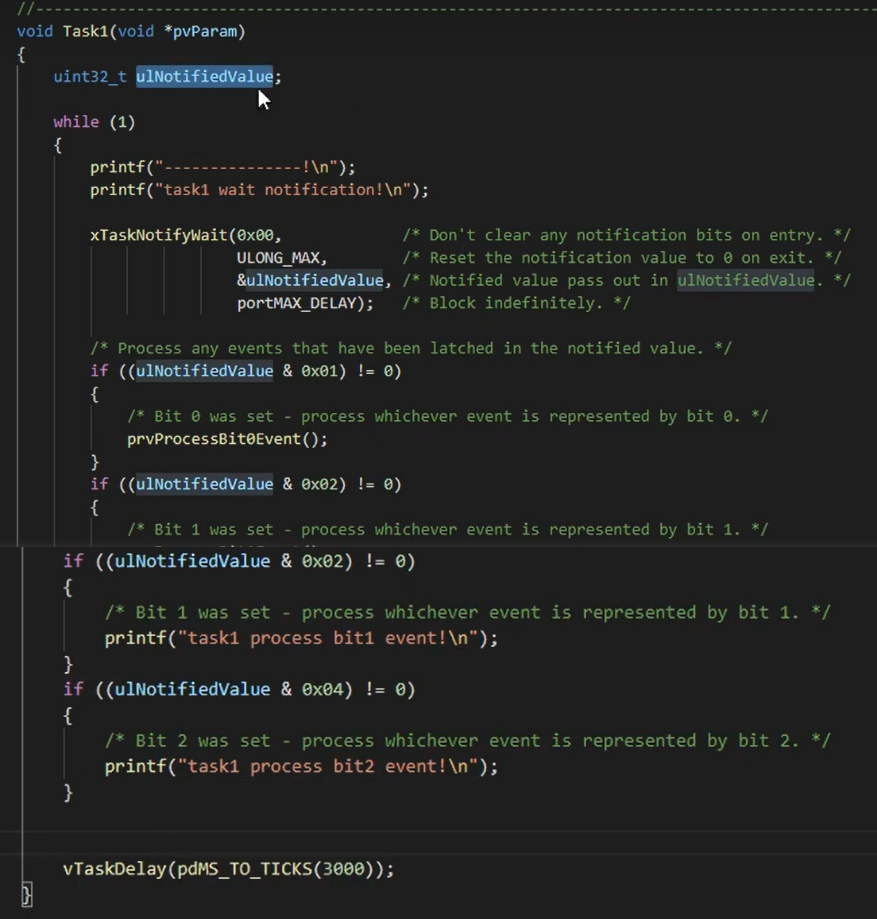 //------------------------------------------------------------------------------------------
void Task1(void *pvParam)
{
uint32_t ulNotifiedValue;
while (1)
{
printf("---------------!\n");
printf("task1 wait notification!\n");
xTaskNotifyWait(0x00, /* Don't clear any notification bits on entry. */
ULONG_MAX, /* Reset the notification value to 0 on exit. */
&ulNotifiedValue, /* Notified value pass out in ulNotifiedValue. */
portMAX_DELAY); /* Block indefinitely. */
/* Process any events that have been latched in the notified value. */
if ((ulNotifiedValue & 0x01) != 0)
{
/* Bit 0 was set - process whichever event is represented by bit 0. */
prvProcessBit0Event();
}
if ((ulNotifiedValue & 0x02) != 0)
{
/* Bit 1 was set - process whichever event is represented by bit 1. */
if ((ulNotifiedValue & 0x02) != 0)
{
/* Bit 1 was set - process whichever event is represented by bit 1. */
printf("task1 process bit1 event!\n");
}
if ((ulNotifiedValue & 0x04) != 0)
{
/* Bit 2 was set - process whichever event is represented by bit 2. */
printf("task1 process bit2 event!\n");
}
vTaskDelay(pdMS_TO_TICKS(3000));
}